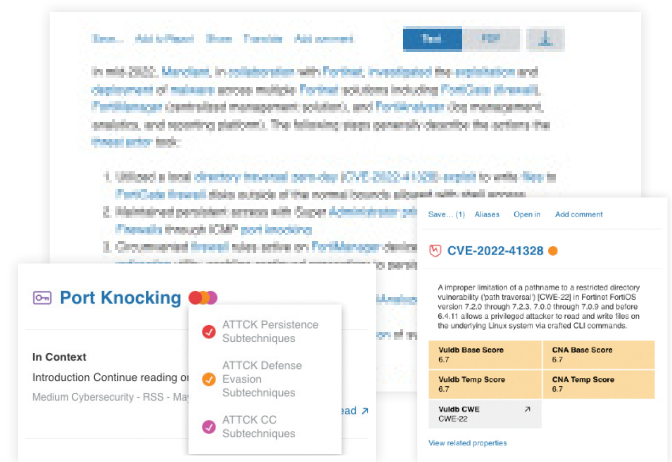 Save... Add to Report Share Translate Add comment Text PDF
In mid-2022, Mandiant, in collaboration with Fortinet, investigated the exploitation and
deployment of malware across multiple Fortinet solutions including FortiGate (firewall),
FortiManager (centralized management solution), and FortiAnalyzer (log management,
analytics, and reporting platform). The following steps generally describe the actions the
threat actor took:
1. Utilized a local directory traversal zero-day (CVE-2022-41328) exploit to write files to
FortiGate firewall disks outside of the normal bounds allowed with shell access.
2. Maintained persistent access with Super Administrator
Firewalls through ICMP port knocking
3. Circumvented firewall rules active on FortiManager
Port Knocking
ATTCK Persistence
Subtechniques
ATTCK Defense
Evasion
Subtechniques
ATTCK CC
Subtechniques
In Context
Introduction Continue reading
Medium Cybersecurity - RSS -
Save... (1) Aliases Open in Add comment
CVE-2022-41328
A improper limitation of a pathname to a restricted directory
vulnerability ('path traversal') [CWE-22] in Fortinet FortiOS
version 7.2.0 through 7.2.3, 7.0.0 through 7.0.9 and before
6.4.11 allows a privileged attacker to read and write files on
the underlying Linux system via crafted CLI commands.
Vuldb Base Score CNA Base Score
6.7 6.7
Vuldb Temp Score CNA Temp Score
6.7 6.7
Vuldb CWE
CWE-22
View related properties